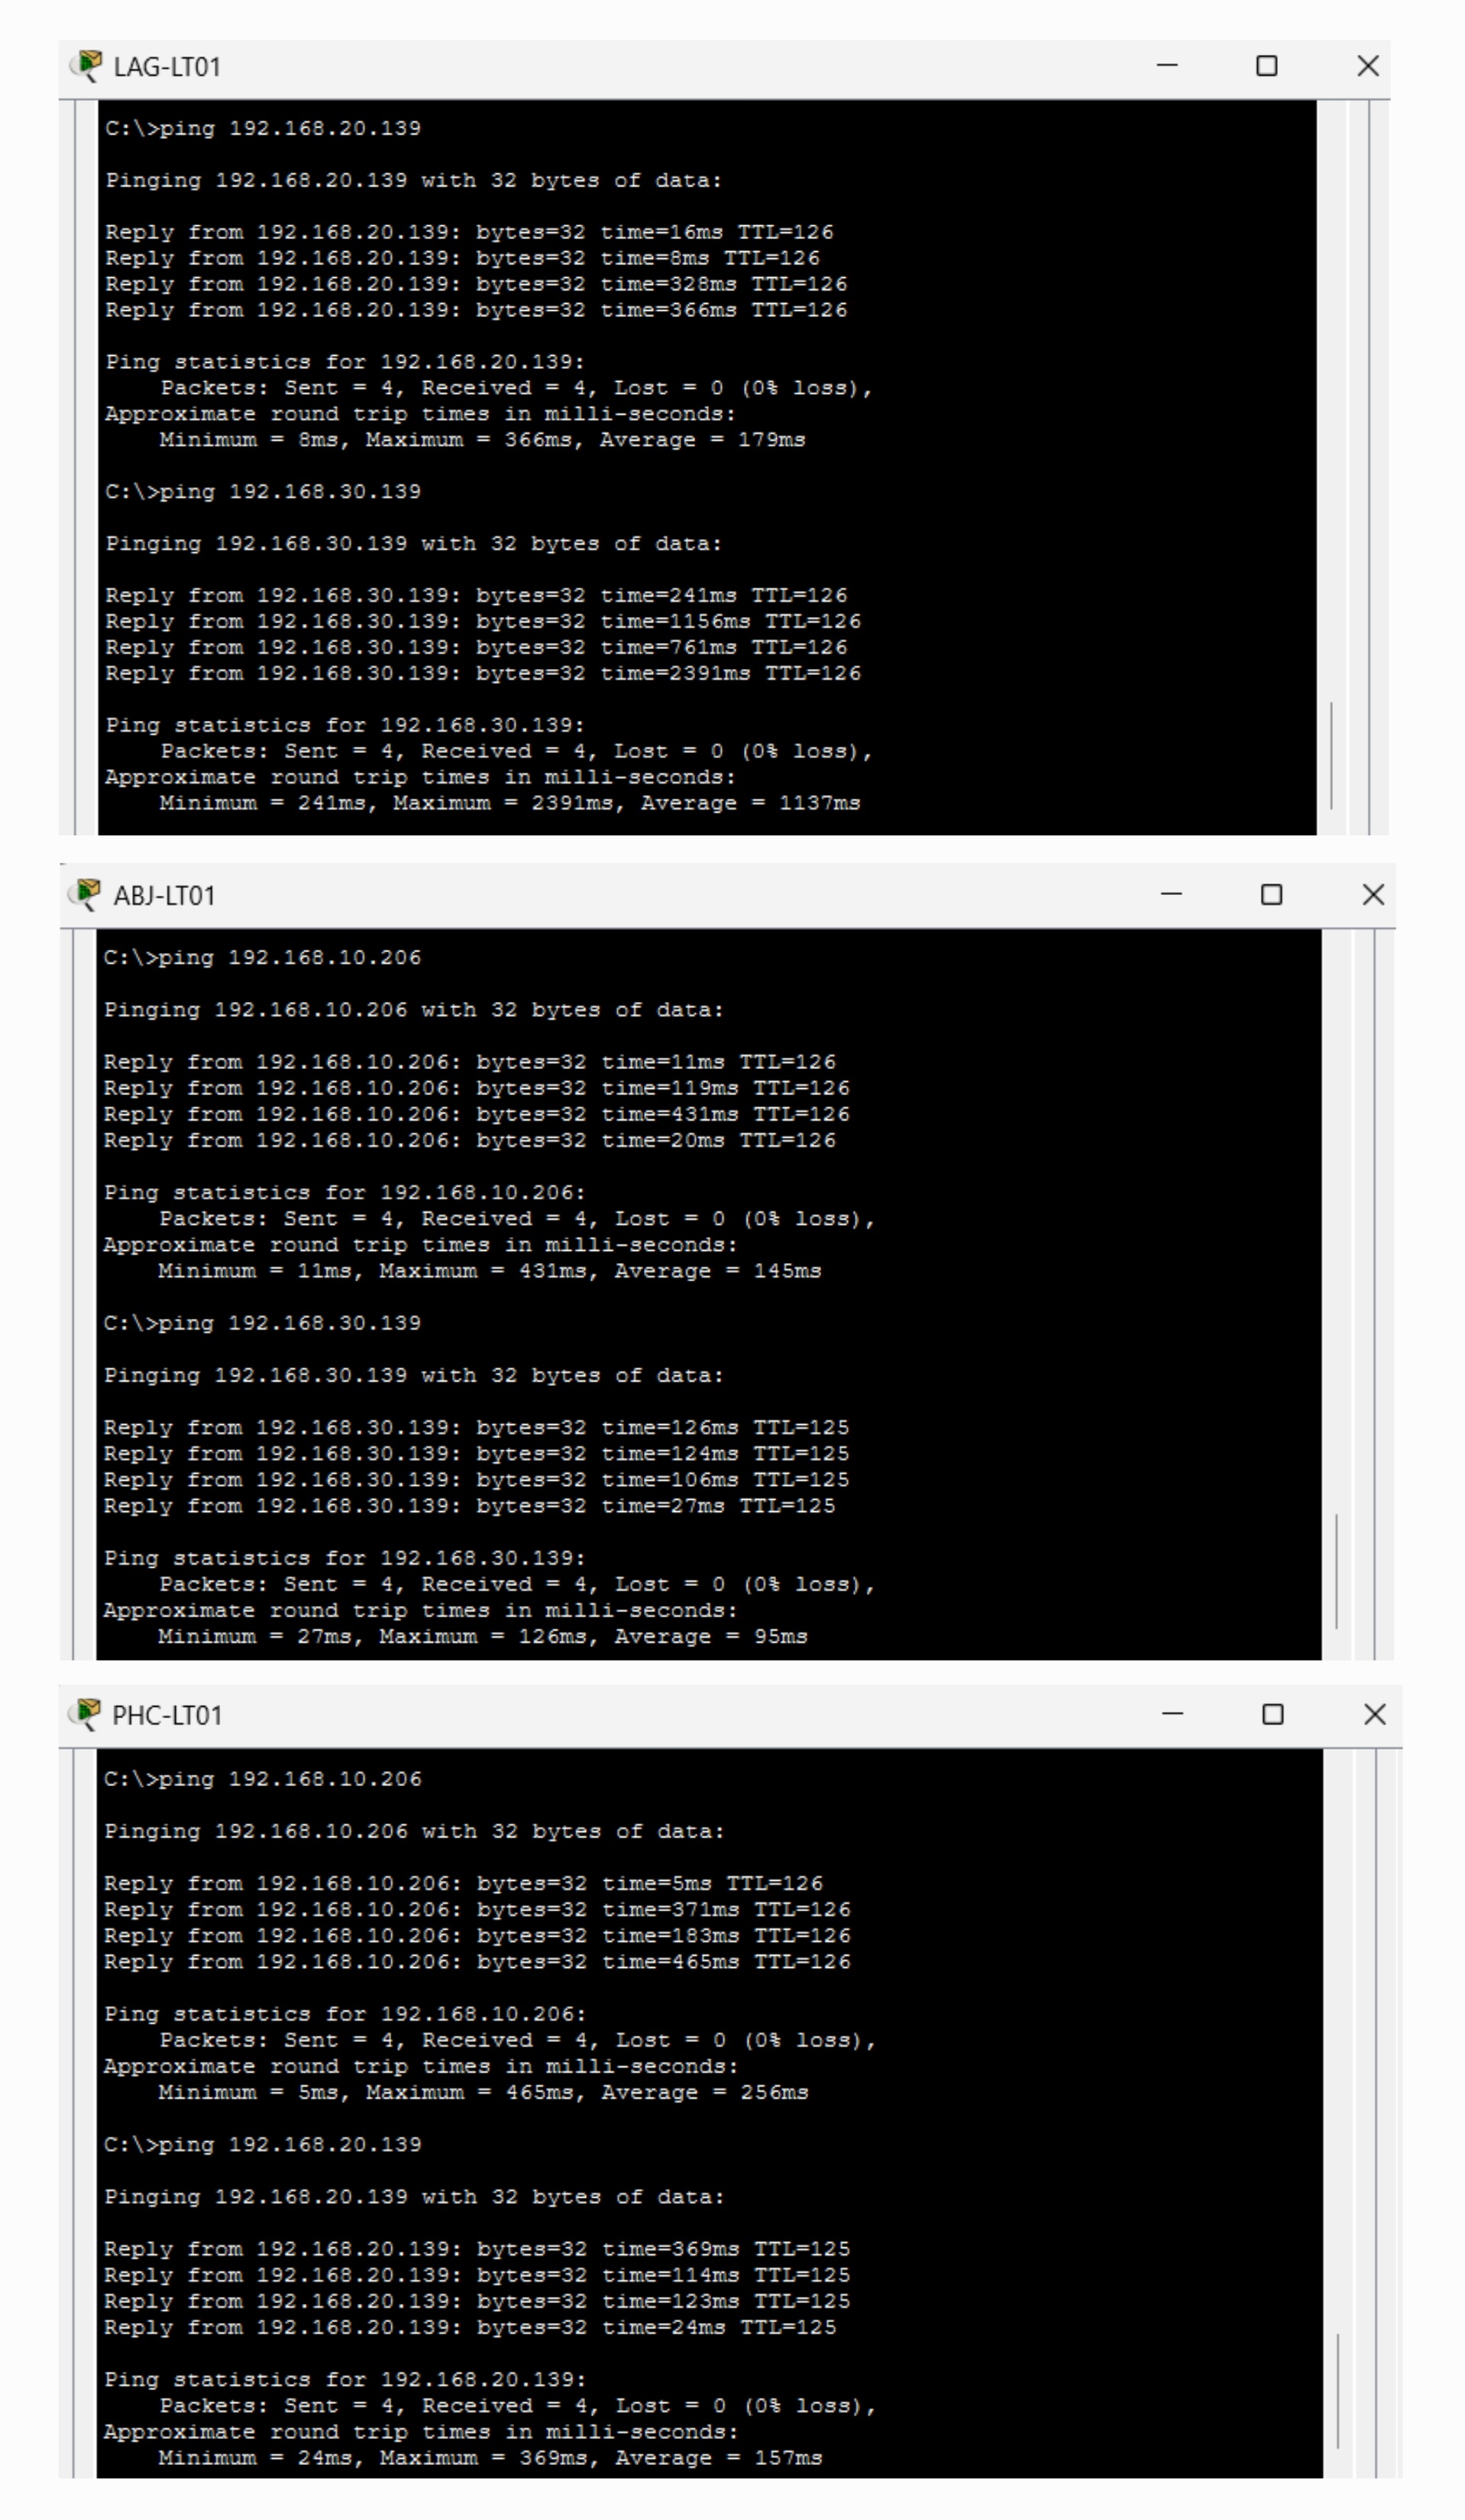 LAG-LT01
C:\>ping 192.168.20.139
Pinging 192.168.20.139 with 32 bytes of data:
Reply from 192.168.20.139: bytes=32 time=16ms TTL=126
Reply from 192.168.20.139: bytes=32 time=8ms TTL=126
Reply from 192.168.20.139: bytes=32 time=328ms TTL=126
Reply from 192.168.20.139: bytes=32 time=366ms TTL=126
Ping statistics for 192.168.20.139:
Packets: Sent = 4, Received = 4, Lost = 0 (0% loss),
Approximate round trip times in milli-seconds:
Minimum = 8ms, Maximum = 366ms, Average = 179ms
C:\>ping 192.168.30.139
Pinging 192.168.30.139 with 32 bytes of data:
Reply from 192.168.30.139: bytes=32 time=241ms TTL=126
Reply from 192.168.30.139: bytes=32 time=1156ms TTL=126
Reply from 192.168.30.139: bytes=32 time=761ms TTL=126
Reply from 192.168.30.139: bytes=32 time=2391ms TTL=126
Ping statistics for 192.168.30.139:
Packets: Sent = 4, Received = 4, Lost = 0 (0% loss),
Approximate round trip times in milli-seconds:
Minimum = 241ms, Maximum = 2391ms, Average = 1137ms
ABJ-LT01
C:\>ping 192.168.10.206
Pinging 192.168.10.206 with 32 bytes of data:
Reply from 192.168.10.206: bytes=32 time=11ms TTL=126
Reply from 192.168.10.206: bytes=32 time=119ms TTL=126
Reply from 192.168.10.206: bytes=32 time=431ms TTL=126
Reply from 192.168.10.206: bytes=32 time=20ms TTL=126
Ping statistics for 192.168.10.206:
Packets: Sent = 4, Received = 4, Lost = 0 (0% loss),
Approximate round trip times in milli-seconds:
Minimum = 11ms, Maximum = 431ms, Average = 145ms
C:\>ping 192.168.30.139
Pinging 192.168.30.139 with 32 bytes of data:
Reply from 192.168.30.139: bytes=32 time=126ms TTL=125
Reply from 192.168.30.139: bytes=32 time=124ms TTL=125
Reply from 192.168.30.139: bytes=32 time=106ms TTL=125
Reply from 192.168.30.139: bytes=32 time=27ms TTL=125
Ping statistics for 192.168.30.139:
Packets: Sent = 4, Received = 4, Lost = 0 (0% loss),
Approximate round trip times in milli-seconds:
Minimum = 27ms, Maximum = 126ms, Average = 95ms
PHC-LT01
C:\>ping 192.168.10.206
Pinging 192.168.10.206 with 32 bytes of data:
Reply from 192.168.10.206: bytes=32 time=5ms TTL=126
Reply from 192.168.10.206: bytes=32 time=371ms TTL=126
Reply from 192.168.10.206: bytes=32 time=183ms TTL=126
Reply from 192.168.10.206: bytes=32 time=465ms TTL=126
Ping statistics for 192.168.10.206:
Packets: Sent = 4, Received = 4, Lost = 0 (0% loss),
Approximate round trip times in milli-seconds:
Minimum = 5ms, Maximum = 465ms, Average = 256ms
C:\>ping 192.168.20.139
Pinging 192.168.20.139 with 32 bytes of data:
Reply from 192.168.20.139: bytes=32 time=369ms TTL=125
Reply from 192.168.20.139: bytes=32 time=114ms TTL=125
Reply from 192.168.20.139: bytes=32 time=123ms TTL=125
Reply from 192.168.20.139: bytes=32 time=24ms TTL=125
Ping statistics for 192.168.20.139:
Packets: Sent = 4, Received = 4, Lost = 0 (0% loss),
Approximate round trip times in milli-seconds:
Minimum = 24ms, Maximum = 369ms, Average = 157ms